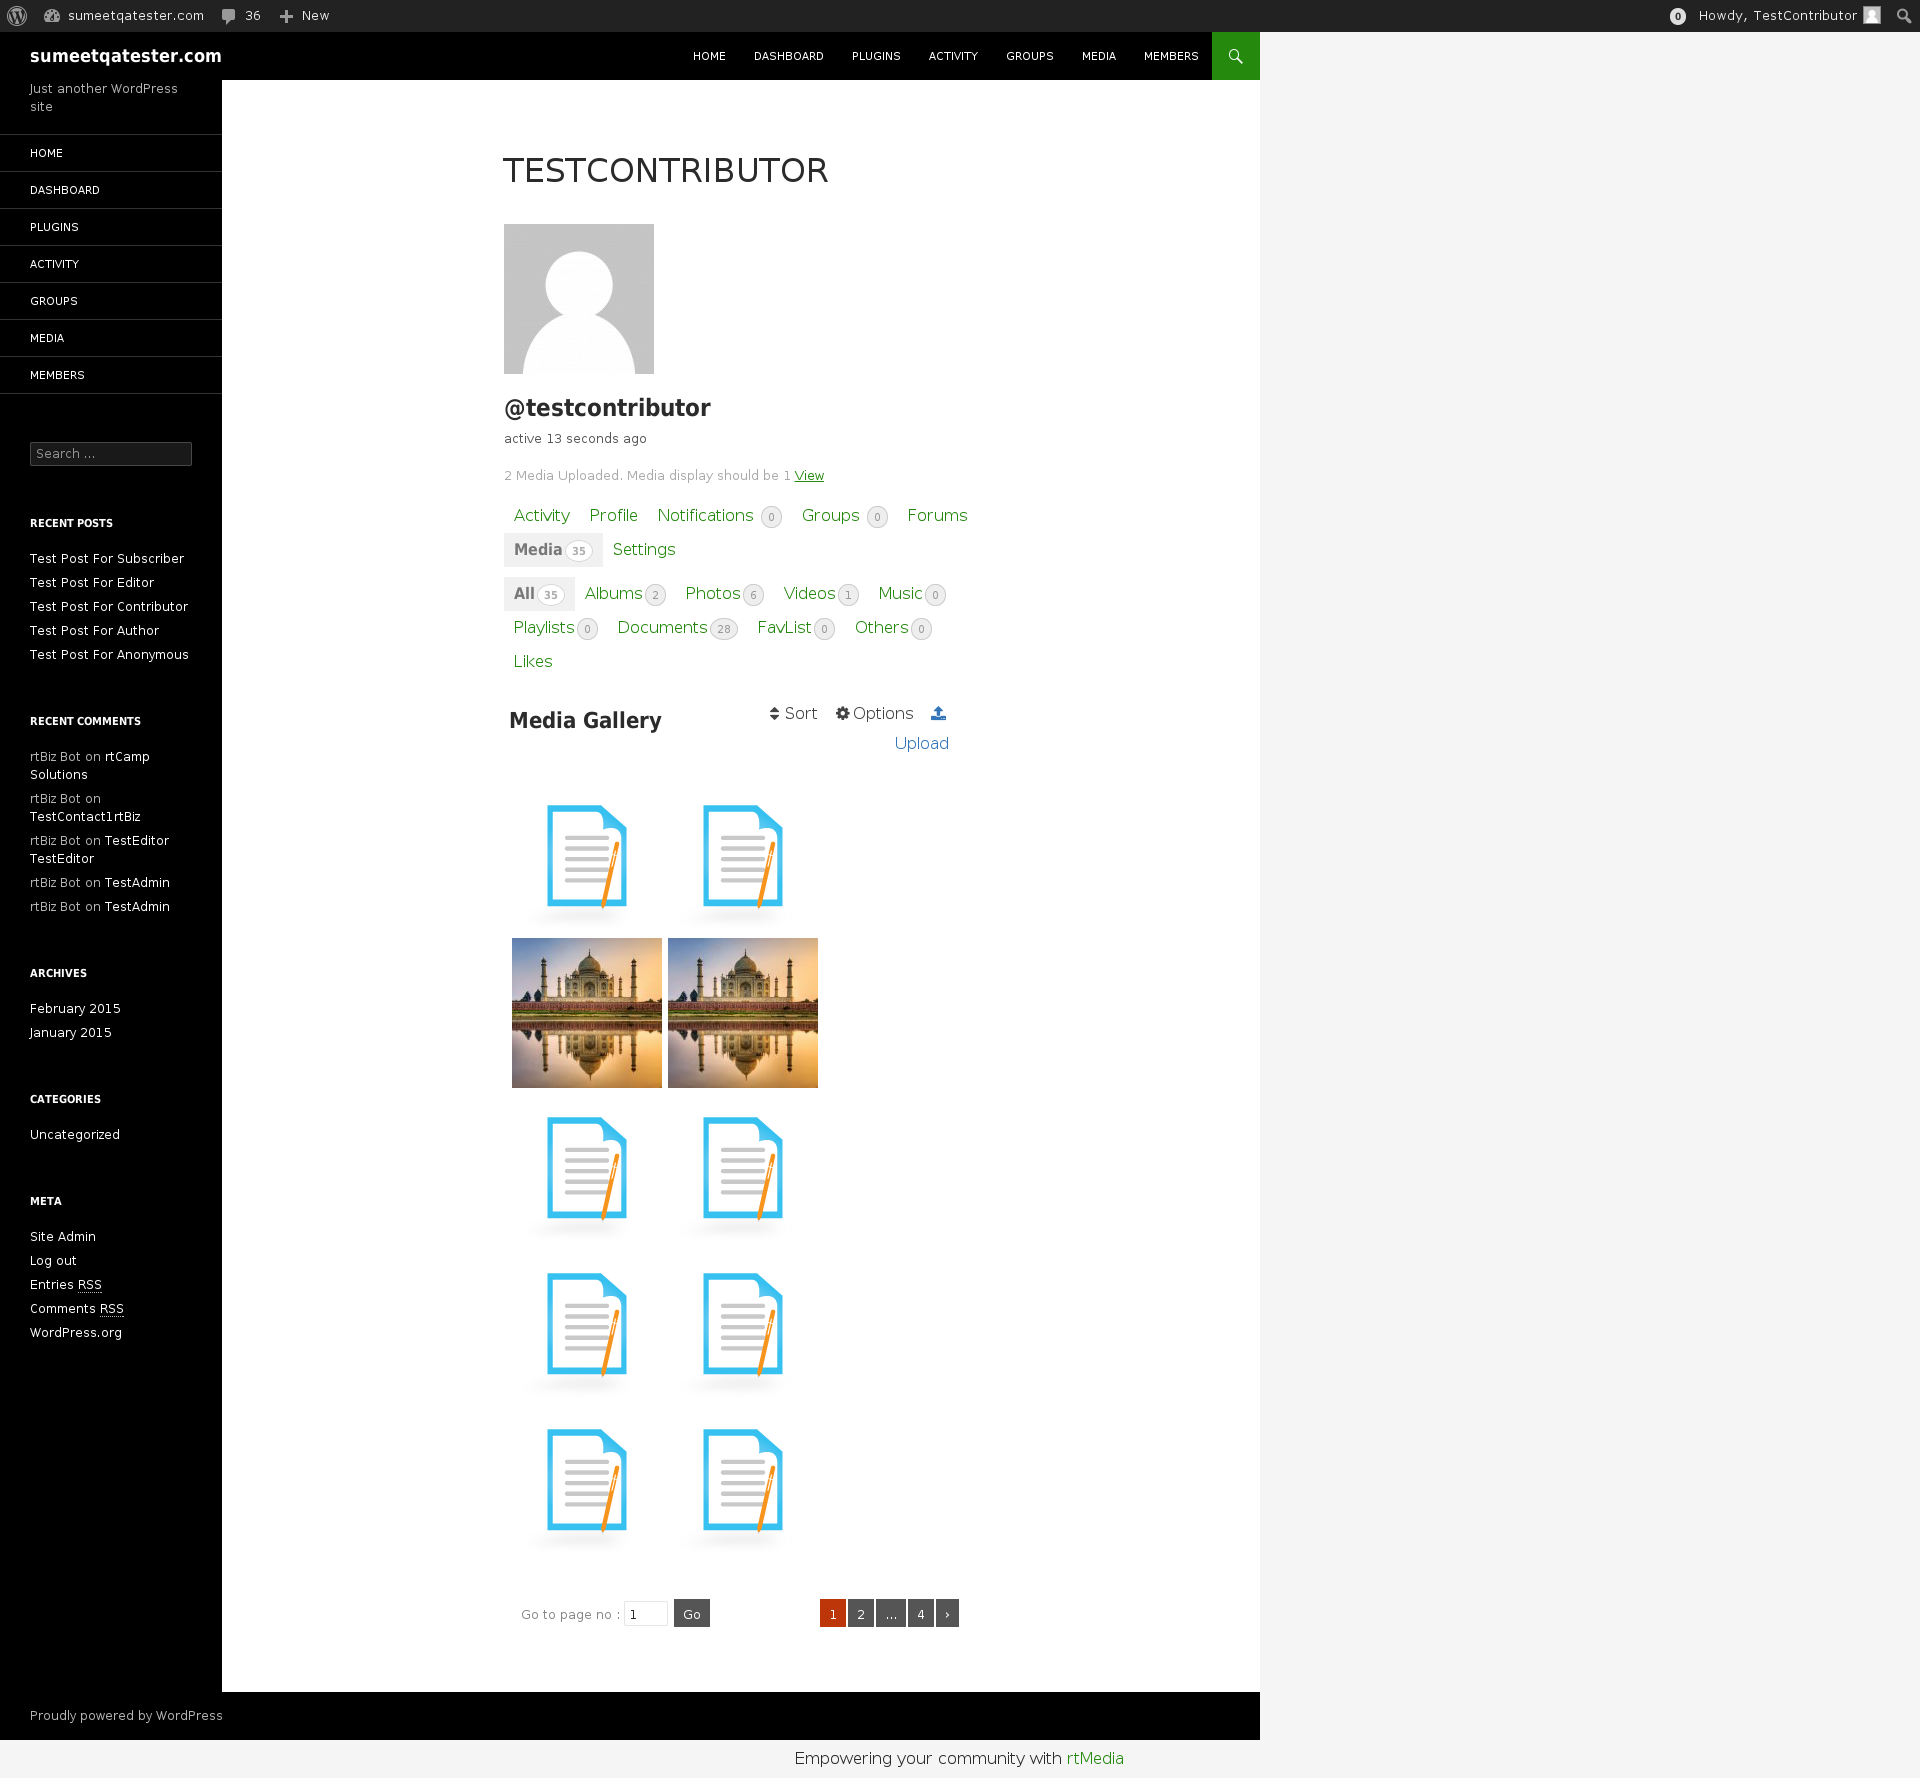 sumeetqatester.com 36 New 0 Howdy, TestContributor
sumeetqatester.com HOME DASHBOARD PLUGINS ACTIVITY GROUPS MEDIA MEMBERS
Just another WordPress
site
HOME
DASHBOARD
PLUGINS
ACTIVITY
GROUPS
MEDIA
MEMBERS
Search ...
RECENT POSTS
Test Post For Subscriber
Test Post For Editor
Test Post For Contributor
Test Post For Author
Test Post For Anonymous
RECENT COMMENTS
rtBiz Bot on rtCamp
Solutions
rtBiz Bot on
TestContact1rtBiz
rtBiz Bot on TestEditor
TestEditor
rtBiz Bot on TestAdmin
rtBiz Bot on TestAdmin
ARCHIVES
February 2015
January 2015
CATEGORIES
Uncategorized
META
Site Admin
Log out
Entries RSS
Comments RSS
WordPress.org
TESTCONTRIBUTOR
@testcontributor
active 13 seconds ago
2 Media Uploaded. Media display should be 1 View
Activity Profile Notifications 0 Groups 0 Forums
Media 35 Settings
All 35 Albums 2 Photos 6 Videos 1 Music 0
Playlists 0 Documents 28 FavList 0 Others 0
Likes
Media Gallery Sort Options
Upload
Go to page no : 1 Go 1 2 ... 4 ›
Proudly powered by WordPress
Empowering your community with rtMedia